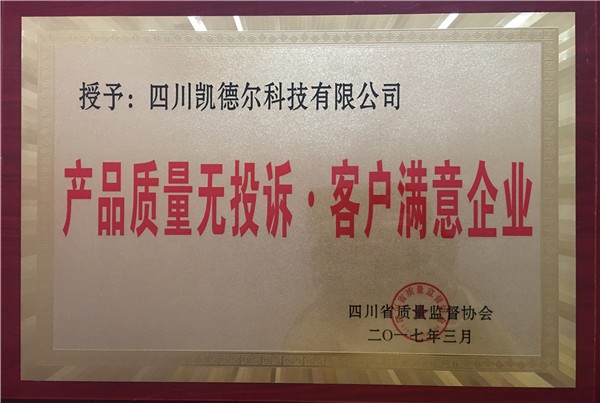 授予：四川凯德尔科技有限公司
产品质量无投诉·客户满意企业
四川省质量监督协会
二〇一七年三月